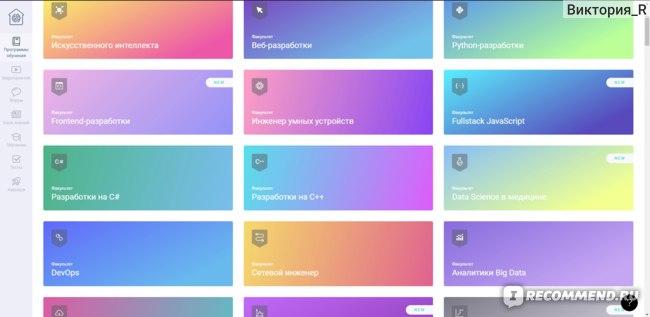 Виктория_R
Программы
обучения
Факультет
Искусственного интеллекта
Факультет
Веб-разработки
Факультет
Python-разработки
NEW
Факультет
Frontend-разработки
Факультет
Инженер умных устройств
NEW
Факультет
Fullstack JavaScript
C#
Факультет
Разработки на C#
C++
Факультет
Разработки на C++
NEW
Факультет
Data Science в медицине
Факультет
DevOps
Факультет
Сетевой инженер
Факультет
Аналитики Big Data
NEW
NEW
?
I RECOMMEND.RU